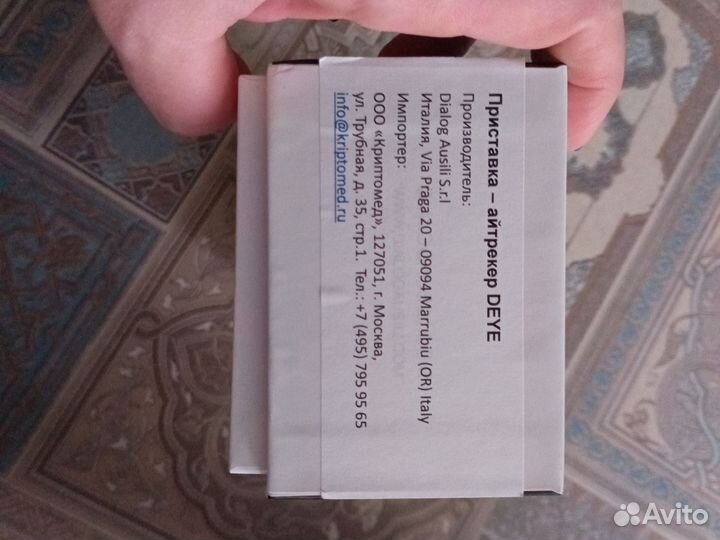 Приставка – айтрекер DEYE
Производитель:
Dialog Ausili S.r.l
Италия, Via Praga 20 – 09094 Marrubiu (OR) Italy
Импортер:
ООО «Криптомед», 127051, г. Москва,
ул. Трубная, д. 35, стр.1. Тел.: +7 (495) 795 95 65
info@kriptomed.ru
Avito